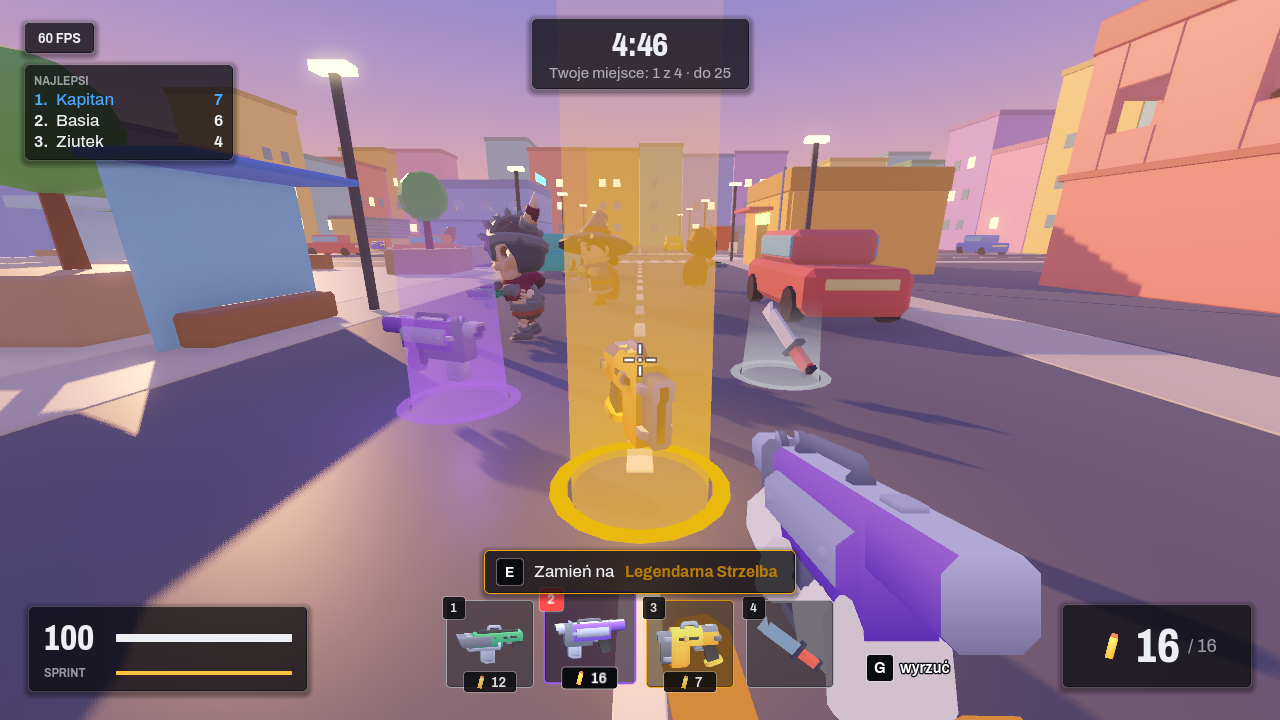 60 FPS
NAJLEPSI
1. Kapitan 7
2. Basia 6
3. Ziutek 4
4:46
Twoje miejsce: 1 z 4 · do 25
E Zamień na Legendarna Strzelba
1
2
3
4
12
16
7
G wyrzuć
100
SPRINT
16 / 16